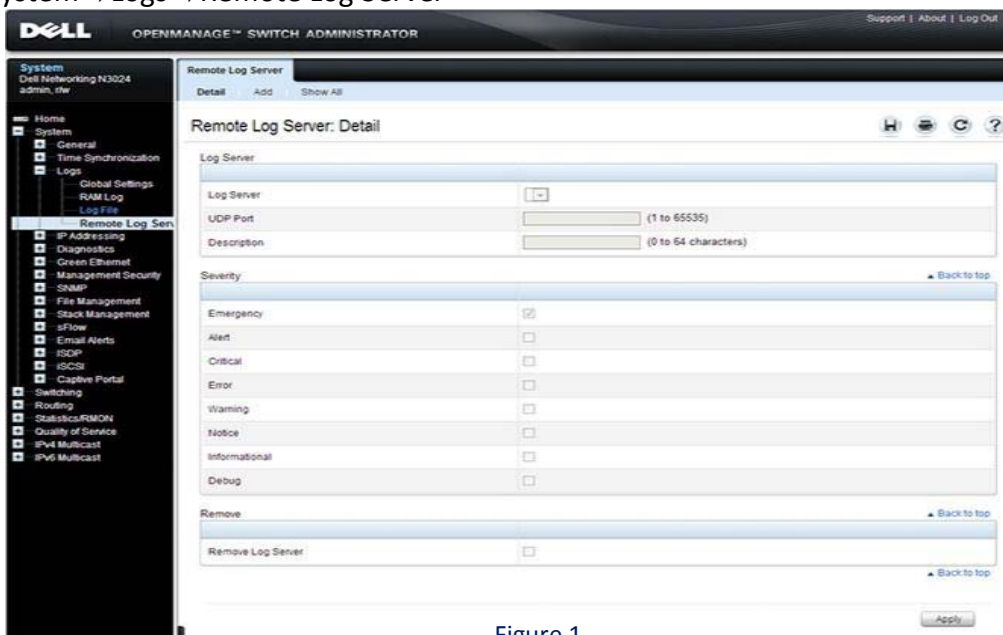 ystem → Logs → Remote Log Server
DELL
OPENMANAGE™ SWITCH ADMINISTRATOR
Support | About | Log Out
System
Dell Networking N3024
admin, r/w
Home
System
General
Time Synchronization
Logs
Global Settings
RAM Log
Log File
Remote Log Serv
IP Addressing
Diagnostics
Green Ethernet
Management Security
SNMP
File Management
Stack Management
sFlow
Email Alerts
ISDP
iSCSI
Captive Portal
Switching
Routing
Statistics/RMON
Quality of Service
IPv4 Multicast
IPv6 Multicast
Remote Log Server
Detail Add Show All
Remote Log Server: Detail
Log Server
Log Server
UDP Port (1 to 65535)
Description (0 to 64 characters)
Severity
Back to top
Emergency
Alert
Critical
Error
Warning
Notice
Informational
Debug
Remove
Back to top
Remove Log Server
Back to top
Apply
Figure 1